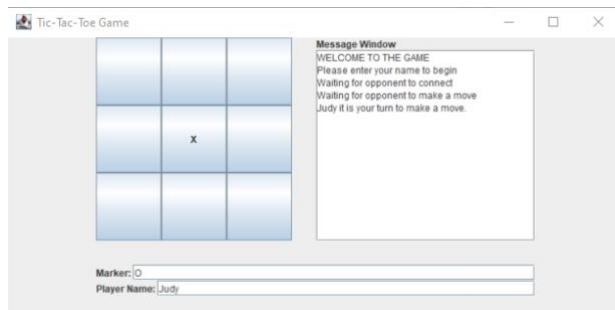 Tic-Tac-Toe Game
X
Message Window
WELCOME TO THE GAME
Please enter your name to begin
Waiting for opponent to connect
Waiting for opponent to make a move
Judy it is your turn to make a move.
Marker: O
Player Name: Judy